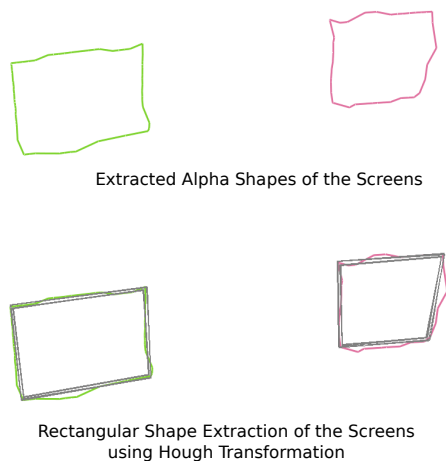 Extracted Alpha Shapes of the Screens
Rectangular Shape Extraction of the Screens
using Hough Transformation